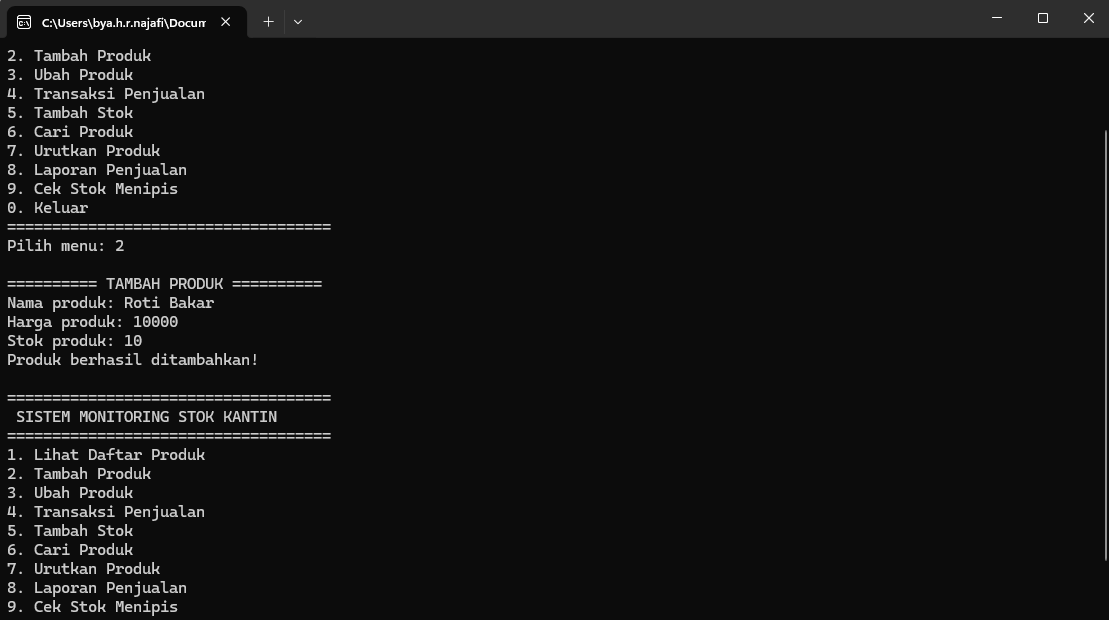 C:\Users\bya.h.r.najafi\Docum
2. Tambah Produk
3. Ubah Produk
4. Transaksi Penjualan
5. Tambah Stok
6. Cari Produk
7. Urutkan Produk
8. Laporan Penjualan
9. Cek Stok Menipis
0. Keluar
====================================
Pilih menu: 2
========== TAMBAH PRODUK ==========
Nama produk: Roti Bakar
Harga produk: 10000
Stok produk: 10
Produk berhasil ditambahkan!
====================================
SISTEM MONITORING STOK KANTIN
====================================
1. Lihat Daftar Produk
2. Tambah Produk
3. Ubah Produk
4. Transaksi Penjualan
5. Tambah Stok
6. Cari Produk
7. Urutkan Produk
8. Laporan Penjualan
9. Cek Stok Menipis